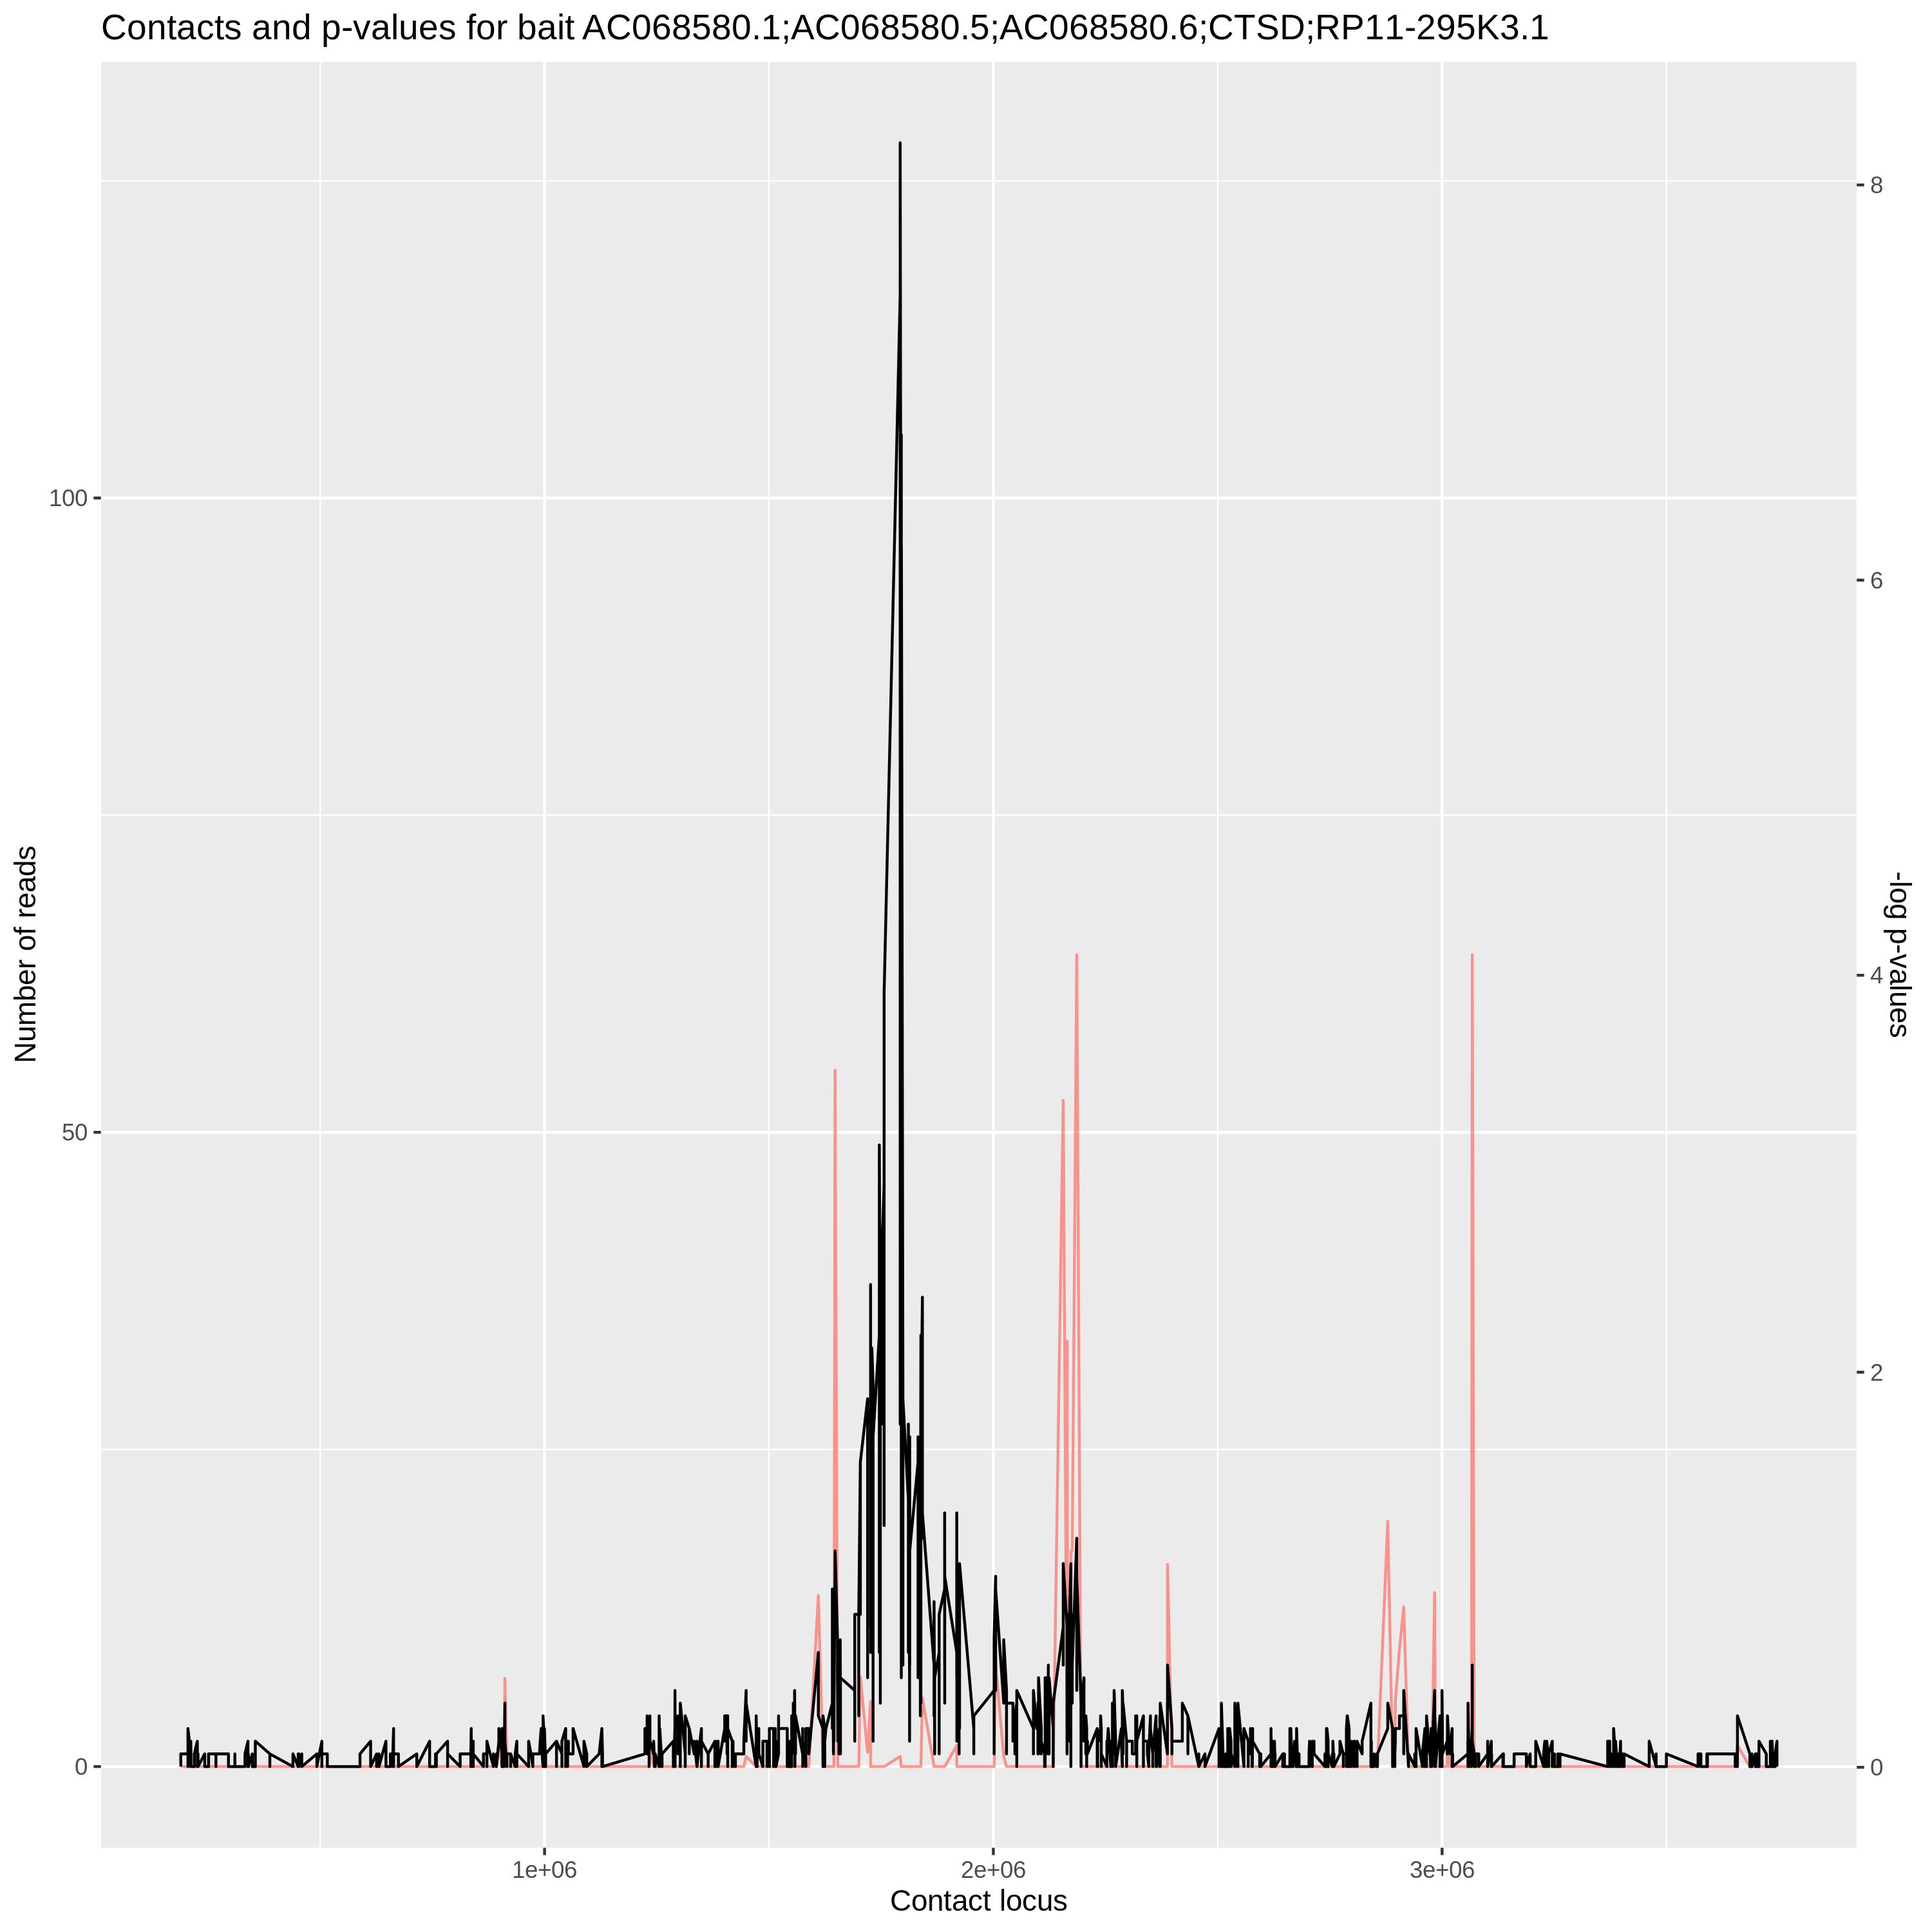 Contacts and p-values for bait AC068580.1;AC068580.5;AC068580.6;CTSD;RP11-295K3.1
Number of reads
100
50
0
8
6
4
2
0
-log p-values
1e+06
2e+06
3e+06
Contact locus